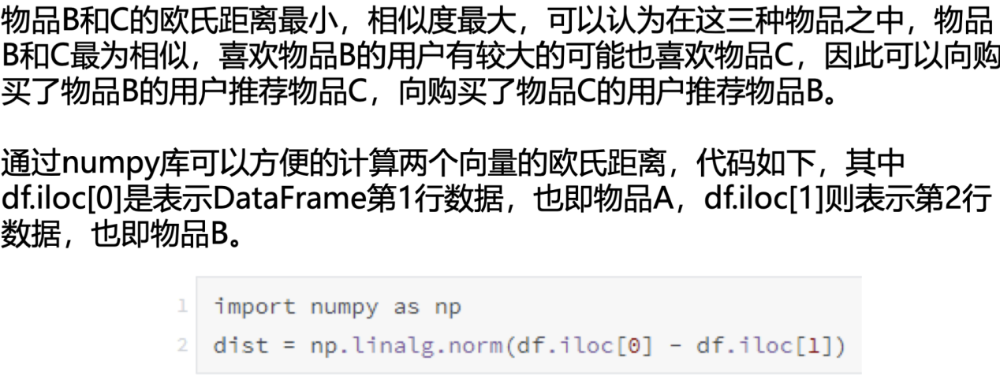 物品B和C的欧氏距离最小，相似度最大，可以认为在这三种物品之中，物品
B和C最为相似，喜欢物品B的用户有较大的可能也喜欢物品C，因此可以向购
买了物品B的用户推荐物品C，向购买了物品C的用户推荐物品B。
通过numpy库可以方便的计算两个向量的欧氏距离，代码如下，其中
df.iloc[0]是表示DataFrame第1行数据，也即物品A，df.iloc[1]则表示第2行
数据，也即物品B。
1 import numpy as np
2 dist = np.linalg.norm(df.iloc[0] - df.iloc[1])